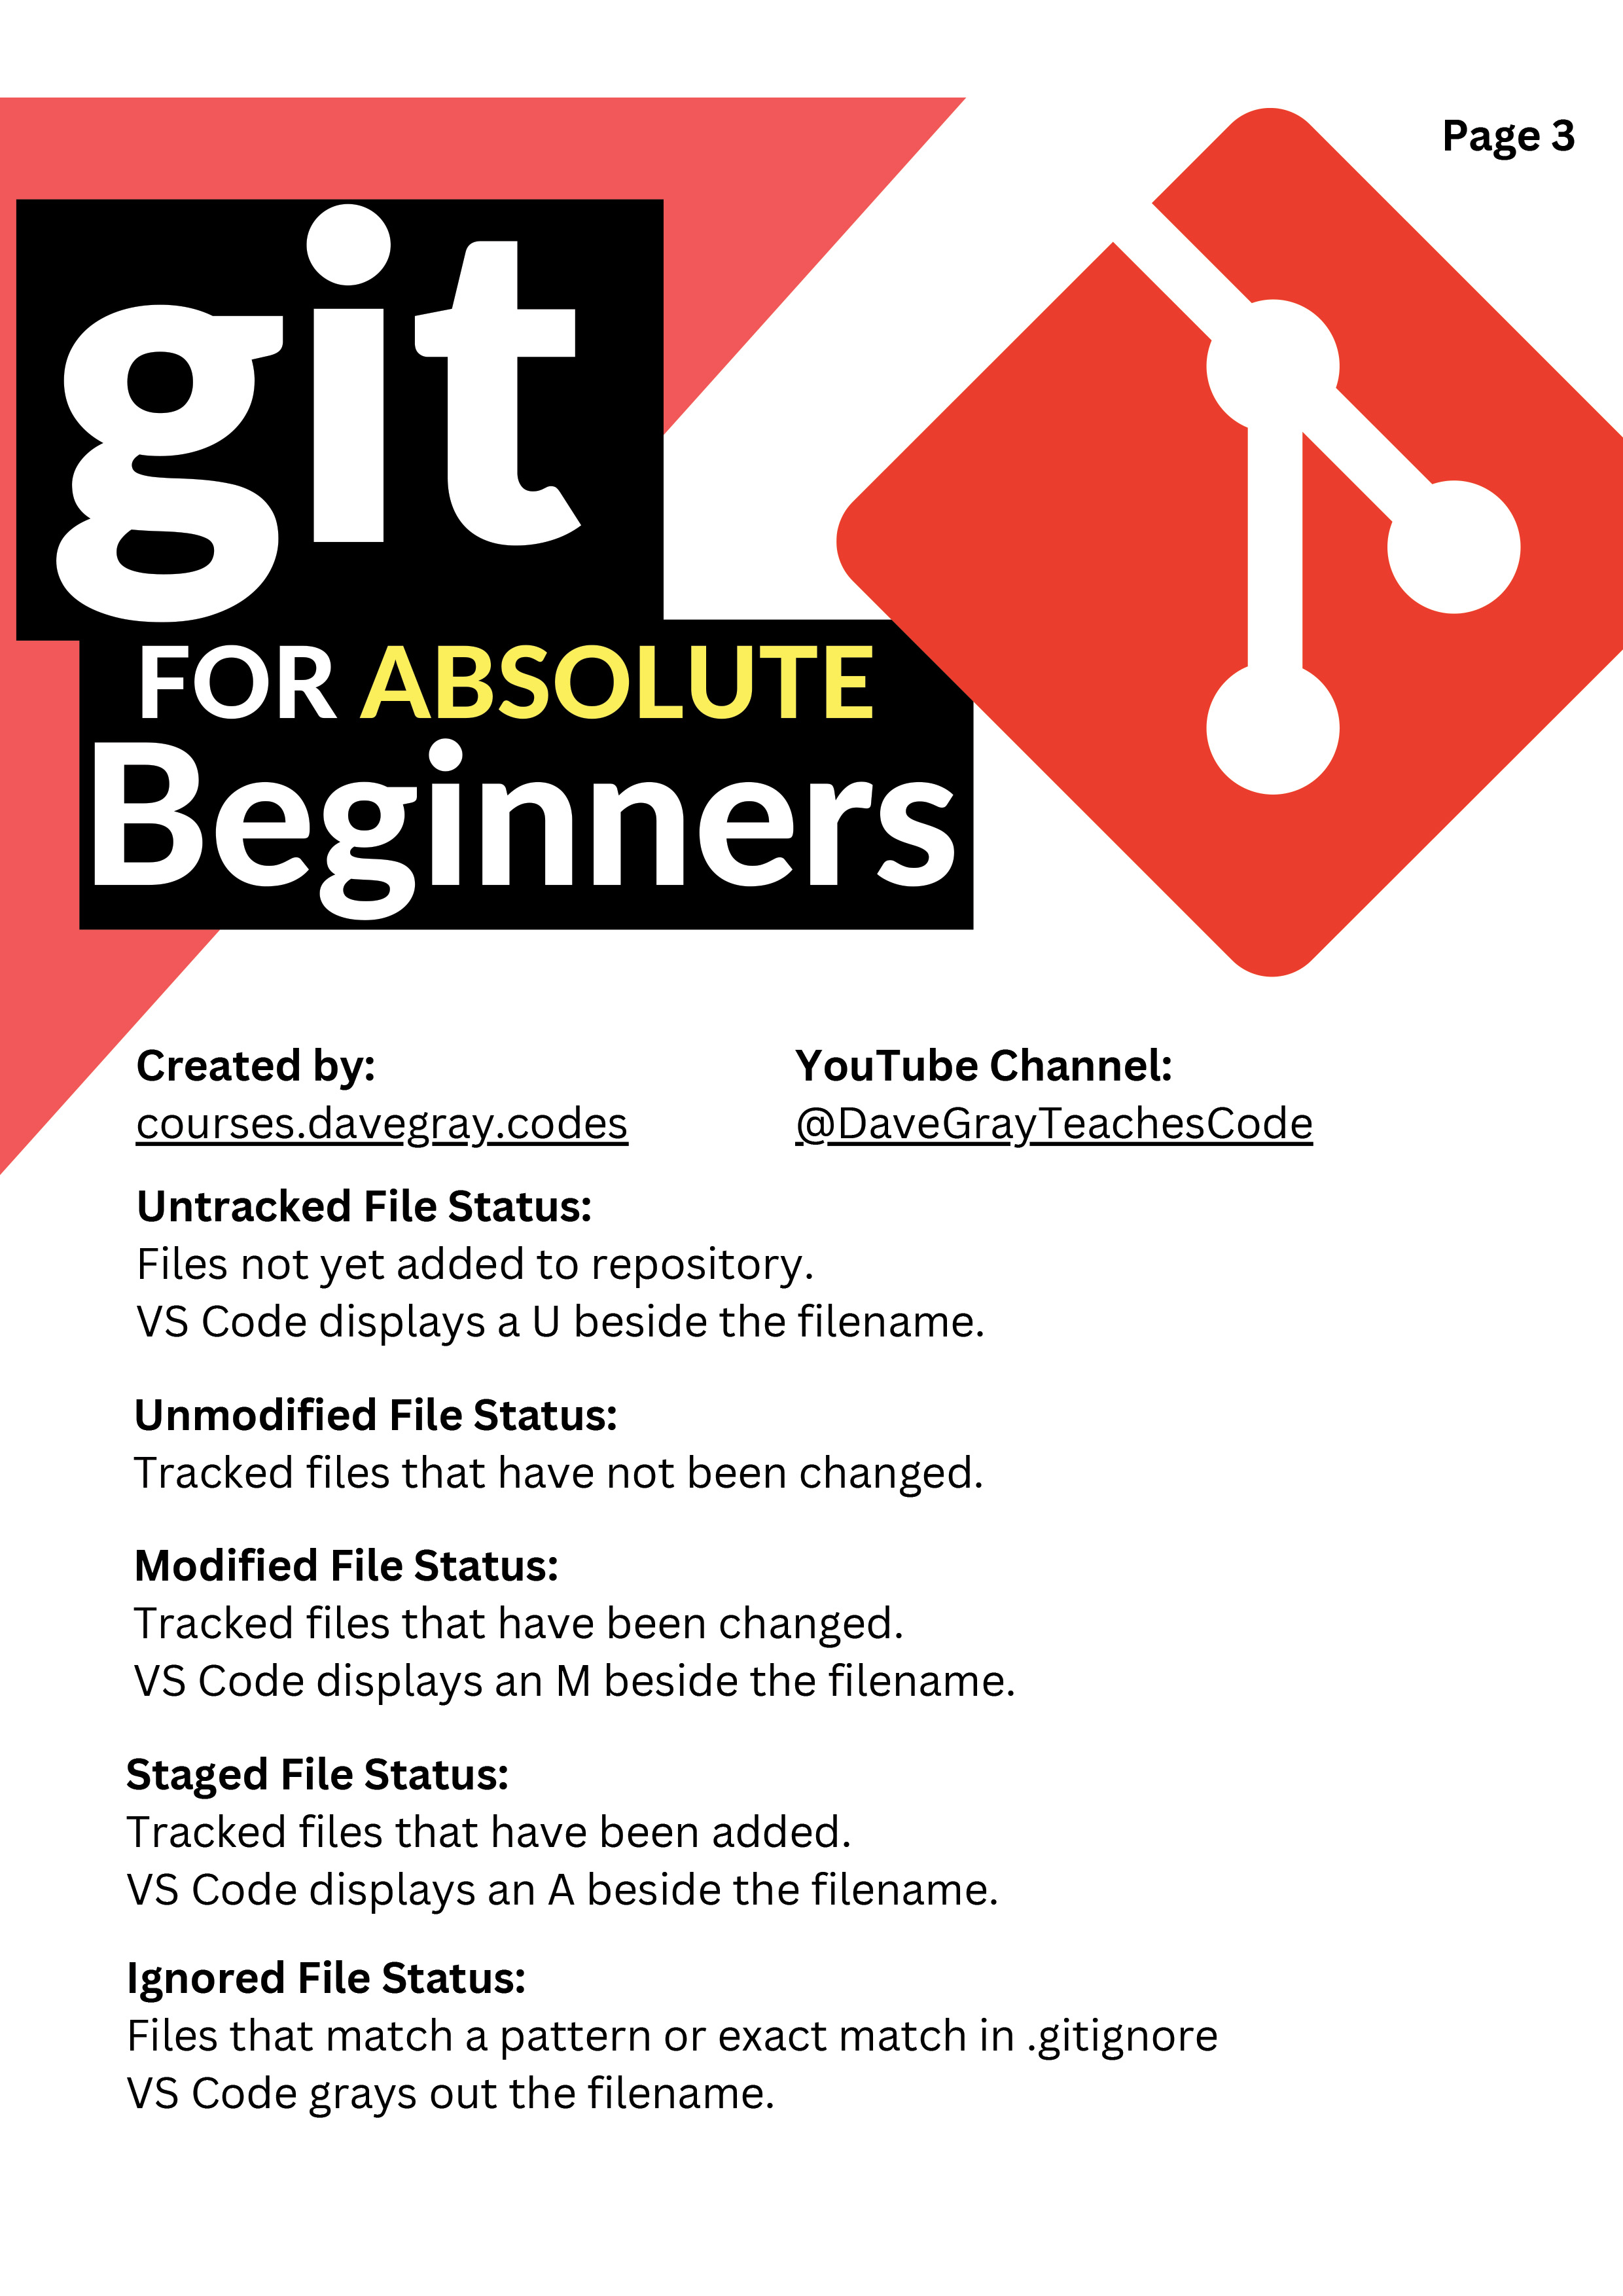 Page 3
git
FOR ABSOLUTE
Beginners
Created by:
courses.davegray.codes
YouTube Channel:
@DaveGrayTeachesCode
Untracked File Status:
Files not yet added to repository.
VS Code displays a U beside the filename.
Unmodified File Status:
Tracked files that have not been changed.
Modified File Status:
Tracked files that have been changed.
VS Code displays an M beside the filename.
Staged File Status:
Tracked files that have been added.
VS Code displays an A beside the filename.
Ignored File Status:
Files that match a pattern or exact match in .gitignore
VS Code grays out the filename.